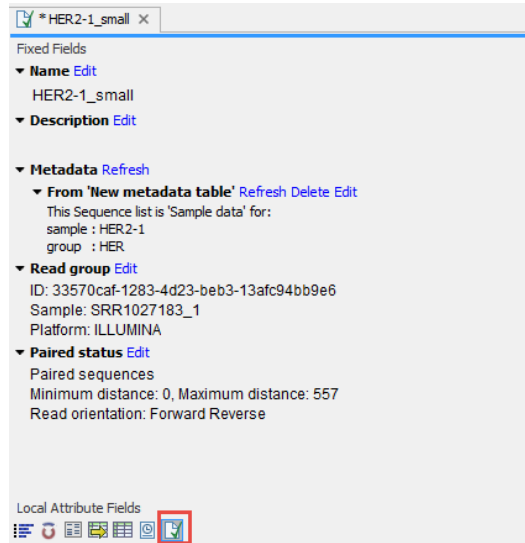 * HER2-1_small ×
Fixed Fields
Name Edit
HER2-1_small
Description Edit
Metadata Refresh
From 'New metadata table' Refresh Delete Edit
This Sequence list is 'Sample data' for:
sample : HER2-1
group : HER
Read group Edit
ID: 33570caf-1283-4d23-beb3-13afc94bb9e6
Sample: SRR1027183_1
Platform: ILLUMINA
Paired status Edit
Paired sequences
Minimum distance: 0, Maximum distance: 557
Read orientation: Forward Reverse
Local Attribute Fields